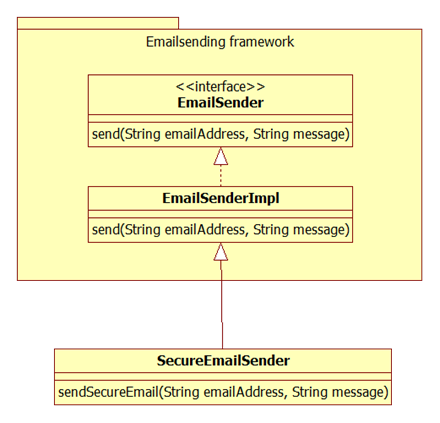 Emailsending framework
<<interface>>
EmailSender
send(String emailAddress, String message)
EmailSenderImpl
send(String emailAddress, String message)
SecureEmailSender
sendSecureEmail(String emailAddress, String message)